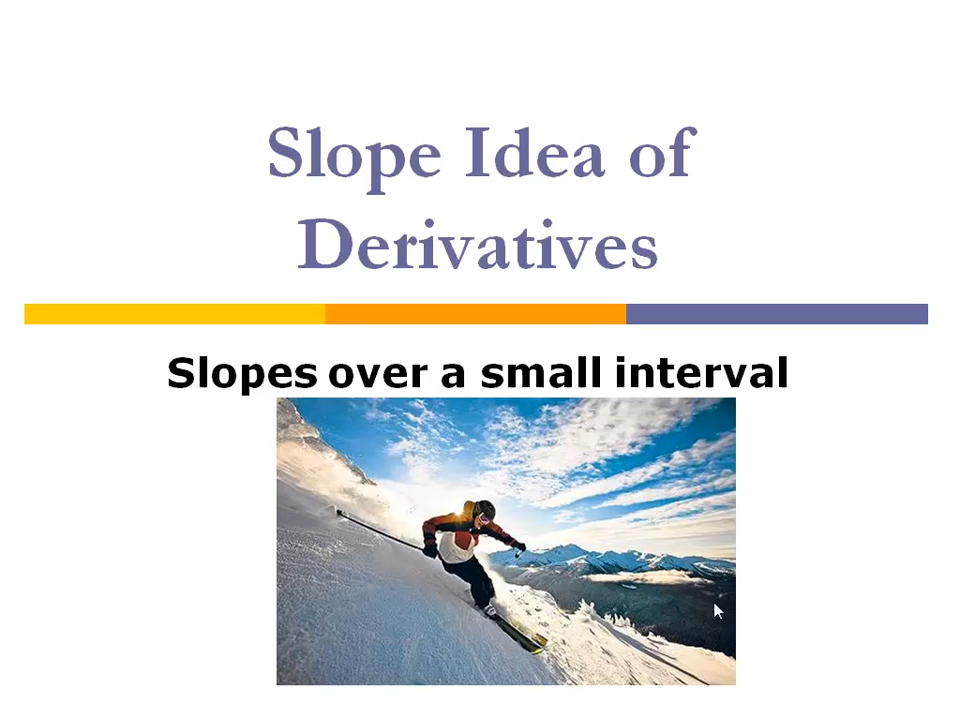 Slope Idea of
Derivatives
Slopes over a small interval